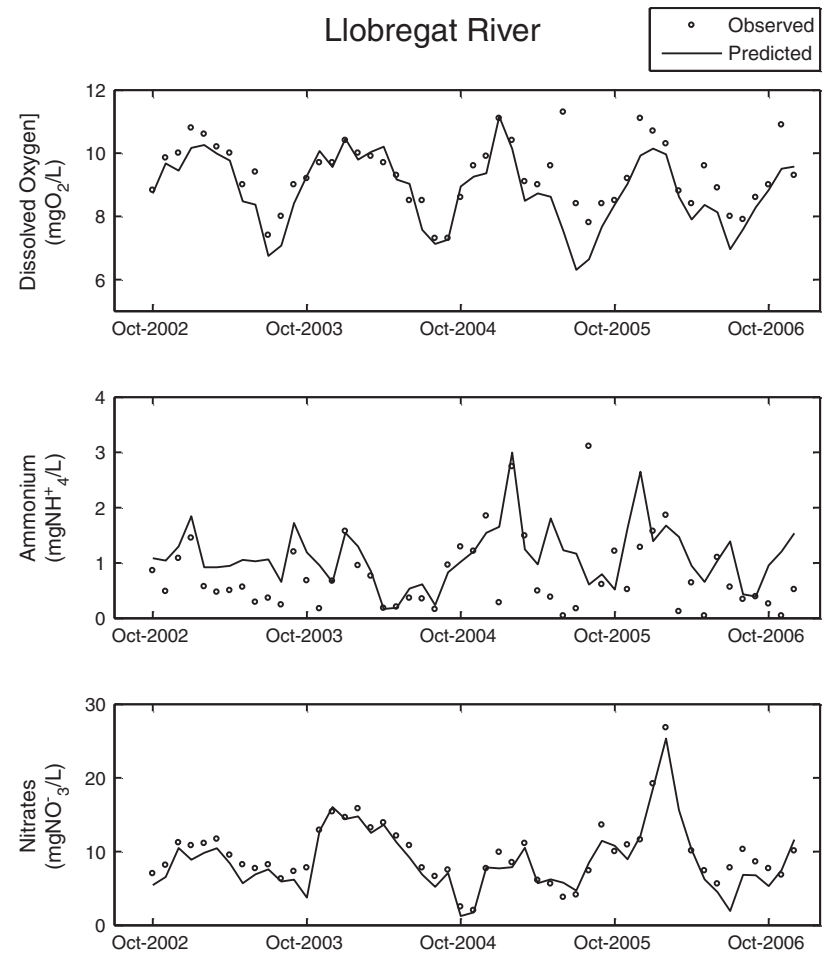 Llobregat River
Observed
Predicted
Dissolved Oxygen]
(mgO2/L)
12
10
8
6
Oct-2002
Oct-2003
Oct-2004
Oct-2005
Oct-2006
Ammonium
(mgNH+4/L)
4
3
2
1
0
Oct-2002
Oct-2003
Oct-2004
Oct-2005
Oct-2006
Nitrates
(mgNO-3/L)
30
20
10
0
Oct-2002
Oct-2003
Oct-2004
Oct-2005
Oct-2006